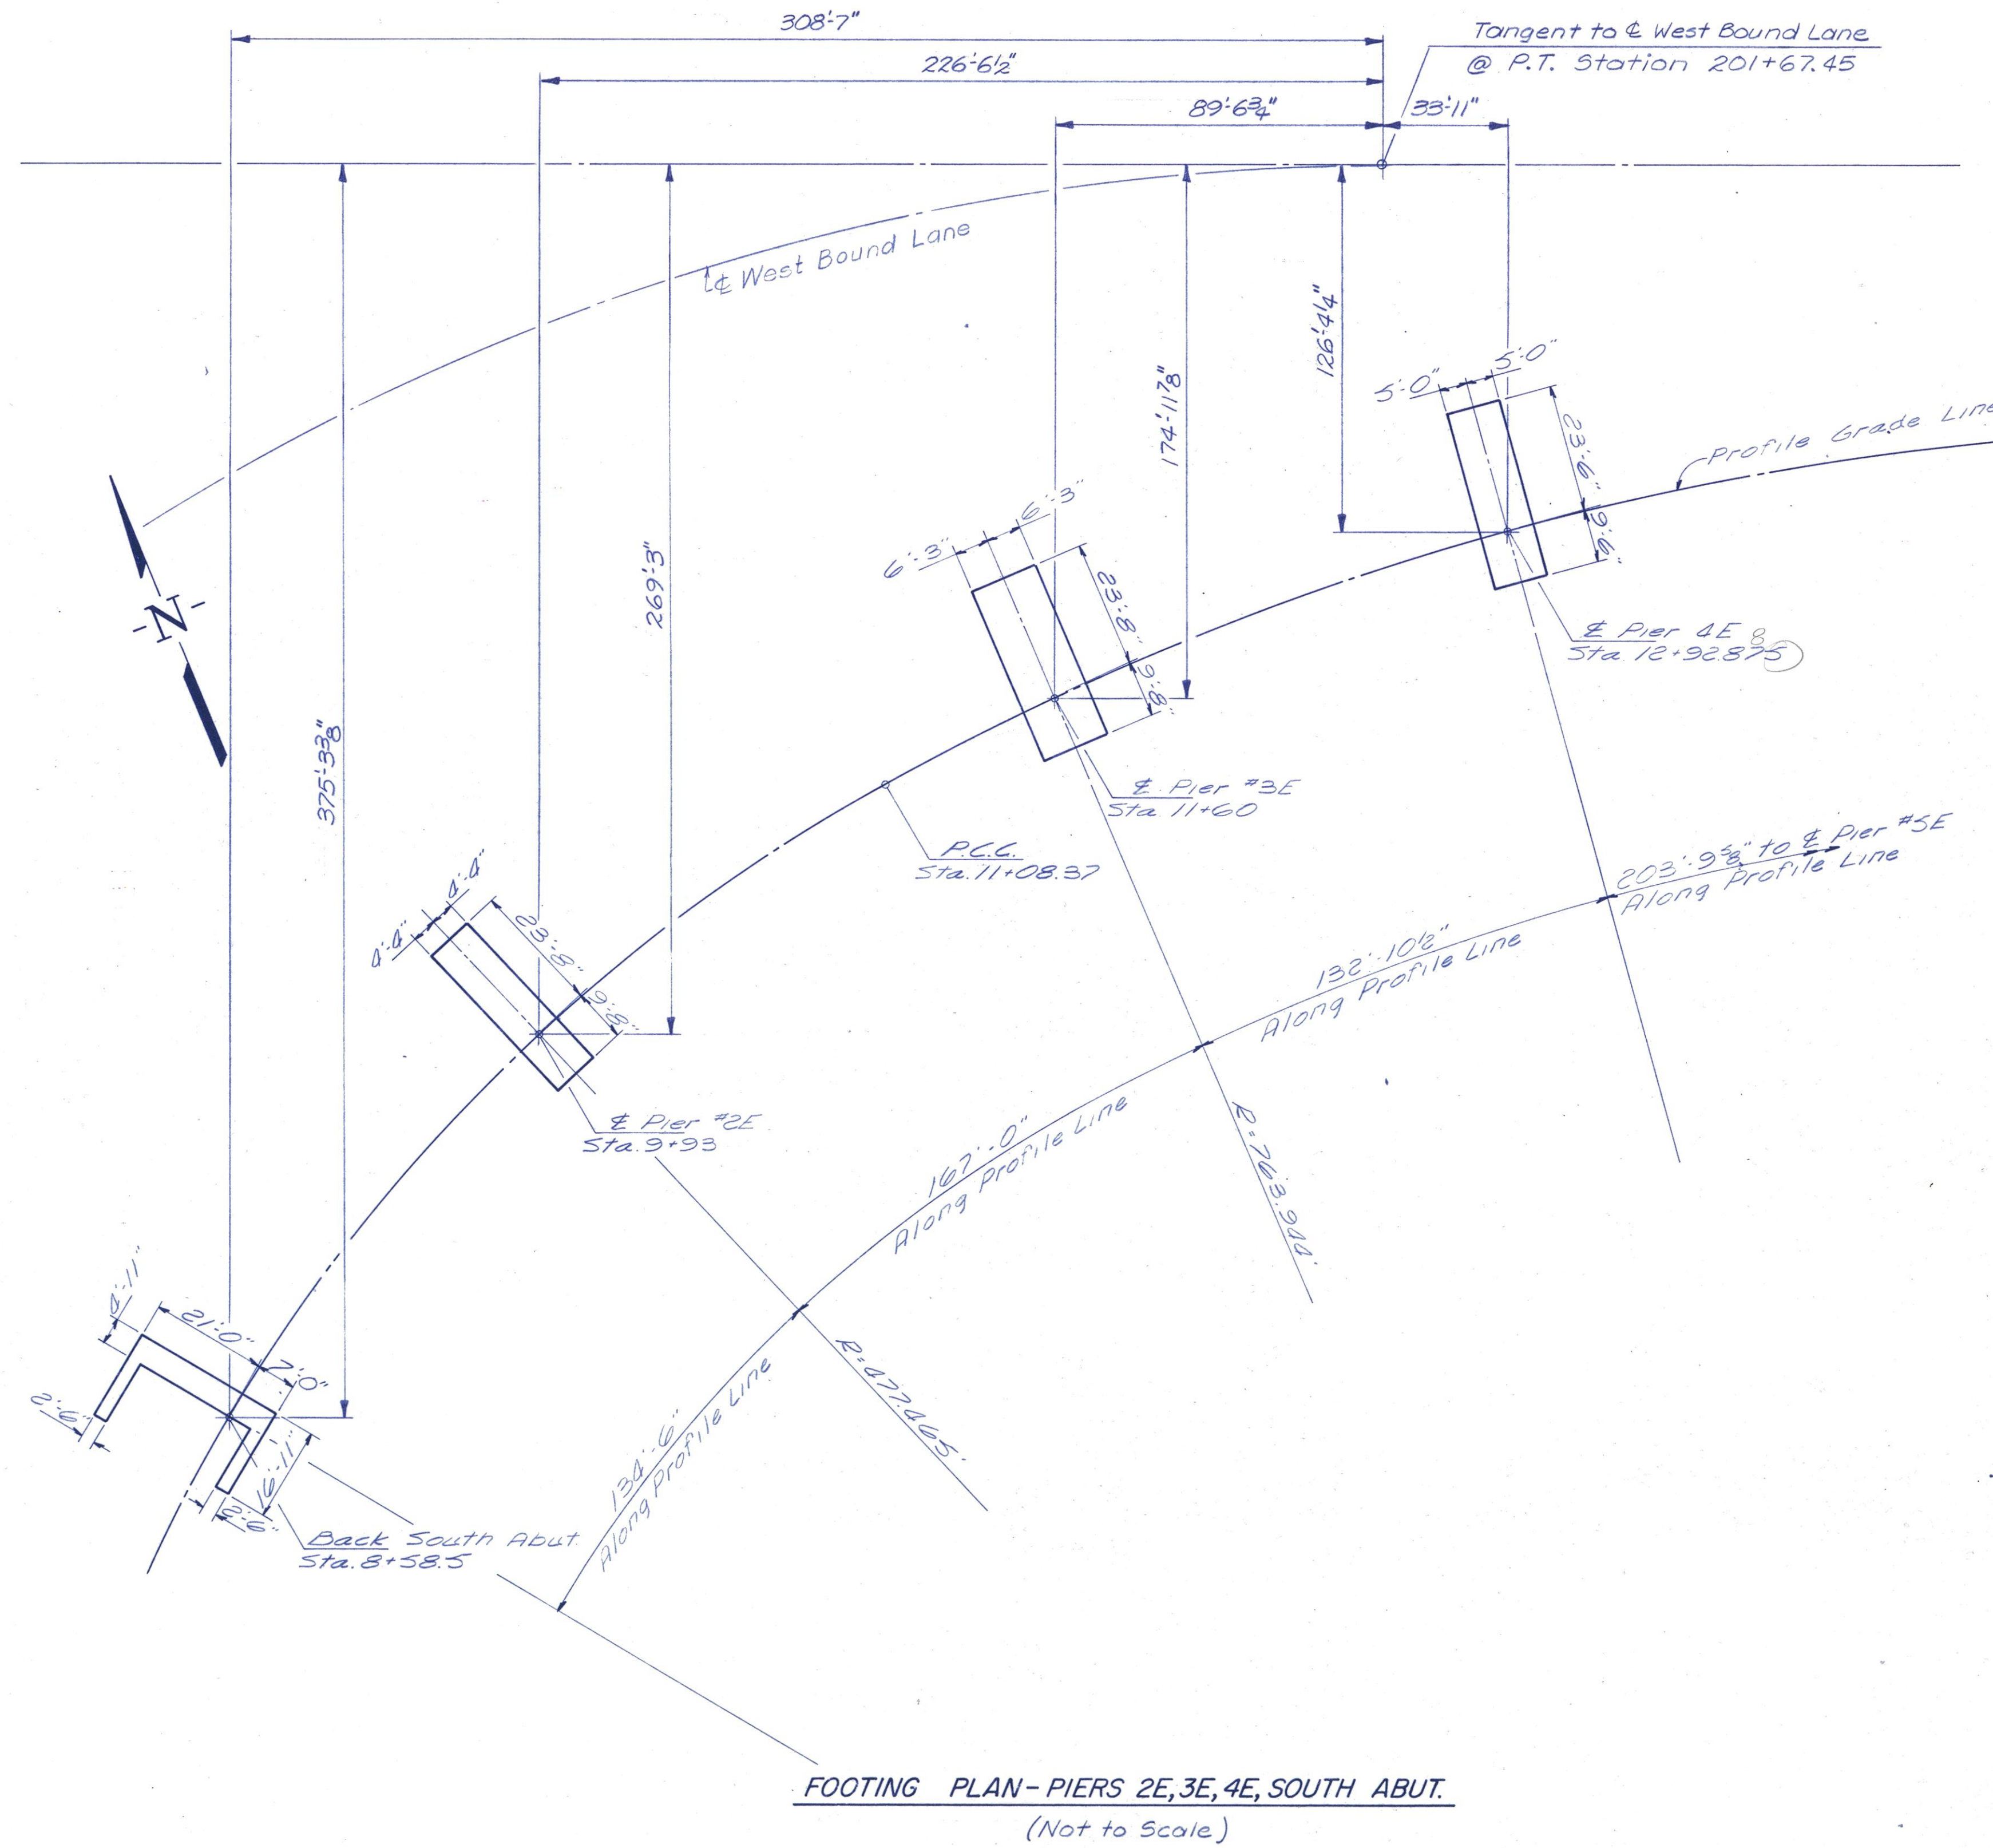 308'-7"
Tangent to ℄ West Bound Lane
@ P.T. Station 201+67.45
226'-6½"
89'-6¾"
33'-11"
℄ West Bound Lane
126'-4¼"
174'-11⅞"
269'-3"
375'-3⅜"
5'-0"
5'-0"
23'-6"
9'-6"
Profile Grade Line
6'-3"
6'-3"
23'-8"
9'-8"
-N-
℄ Pier 4E
Sta. 12+92.875
8
℄ Pier #3E
Sta. 11+60
P.C.C.
Sta. 11+08.37
4'-4"
4'-4"
23'-8"
9'-8"
203'-9⅝" to ℄ Pier #5E
Along Profile Line
132'-10½"
Along Profile Line
℄ Pier #2E
Sta. 9+93
167'-0"
Along Profile Line
R=763.944'
R=477.465'
134'-6"
Along Profile Line
21'-0"
7'-0"
2'-6"
16'-11"
2'-6"
Back South Abut.
Sta. 8+58.5
FOOTING PLAN-PIERS 2E, 3E, 4E, SOUTH ABUT.
(Not to Scale)